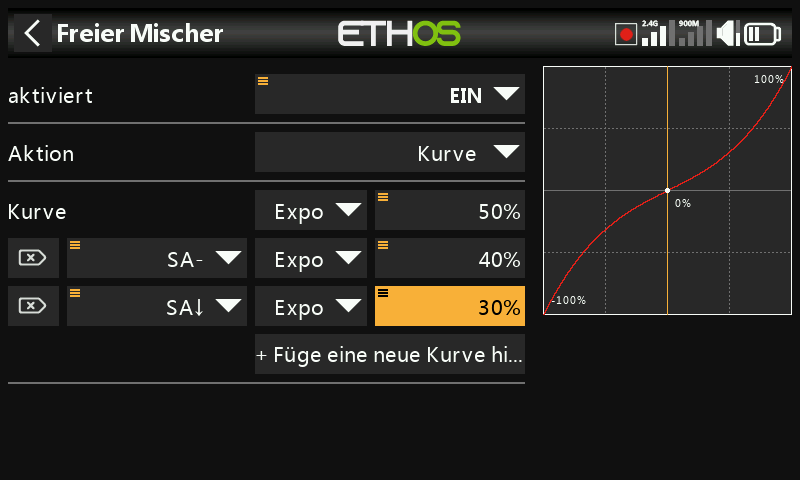 Freier Mischer
ETHOS
2.4G
900M
aktiviert
EIN
Aktion
Kurve
Kurve
Expo
50%
SA-
Expo
40%
SA↓
Expo
30%
+ Füge eine neue Kurve hi...
100%
0%
-100%